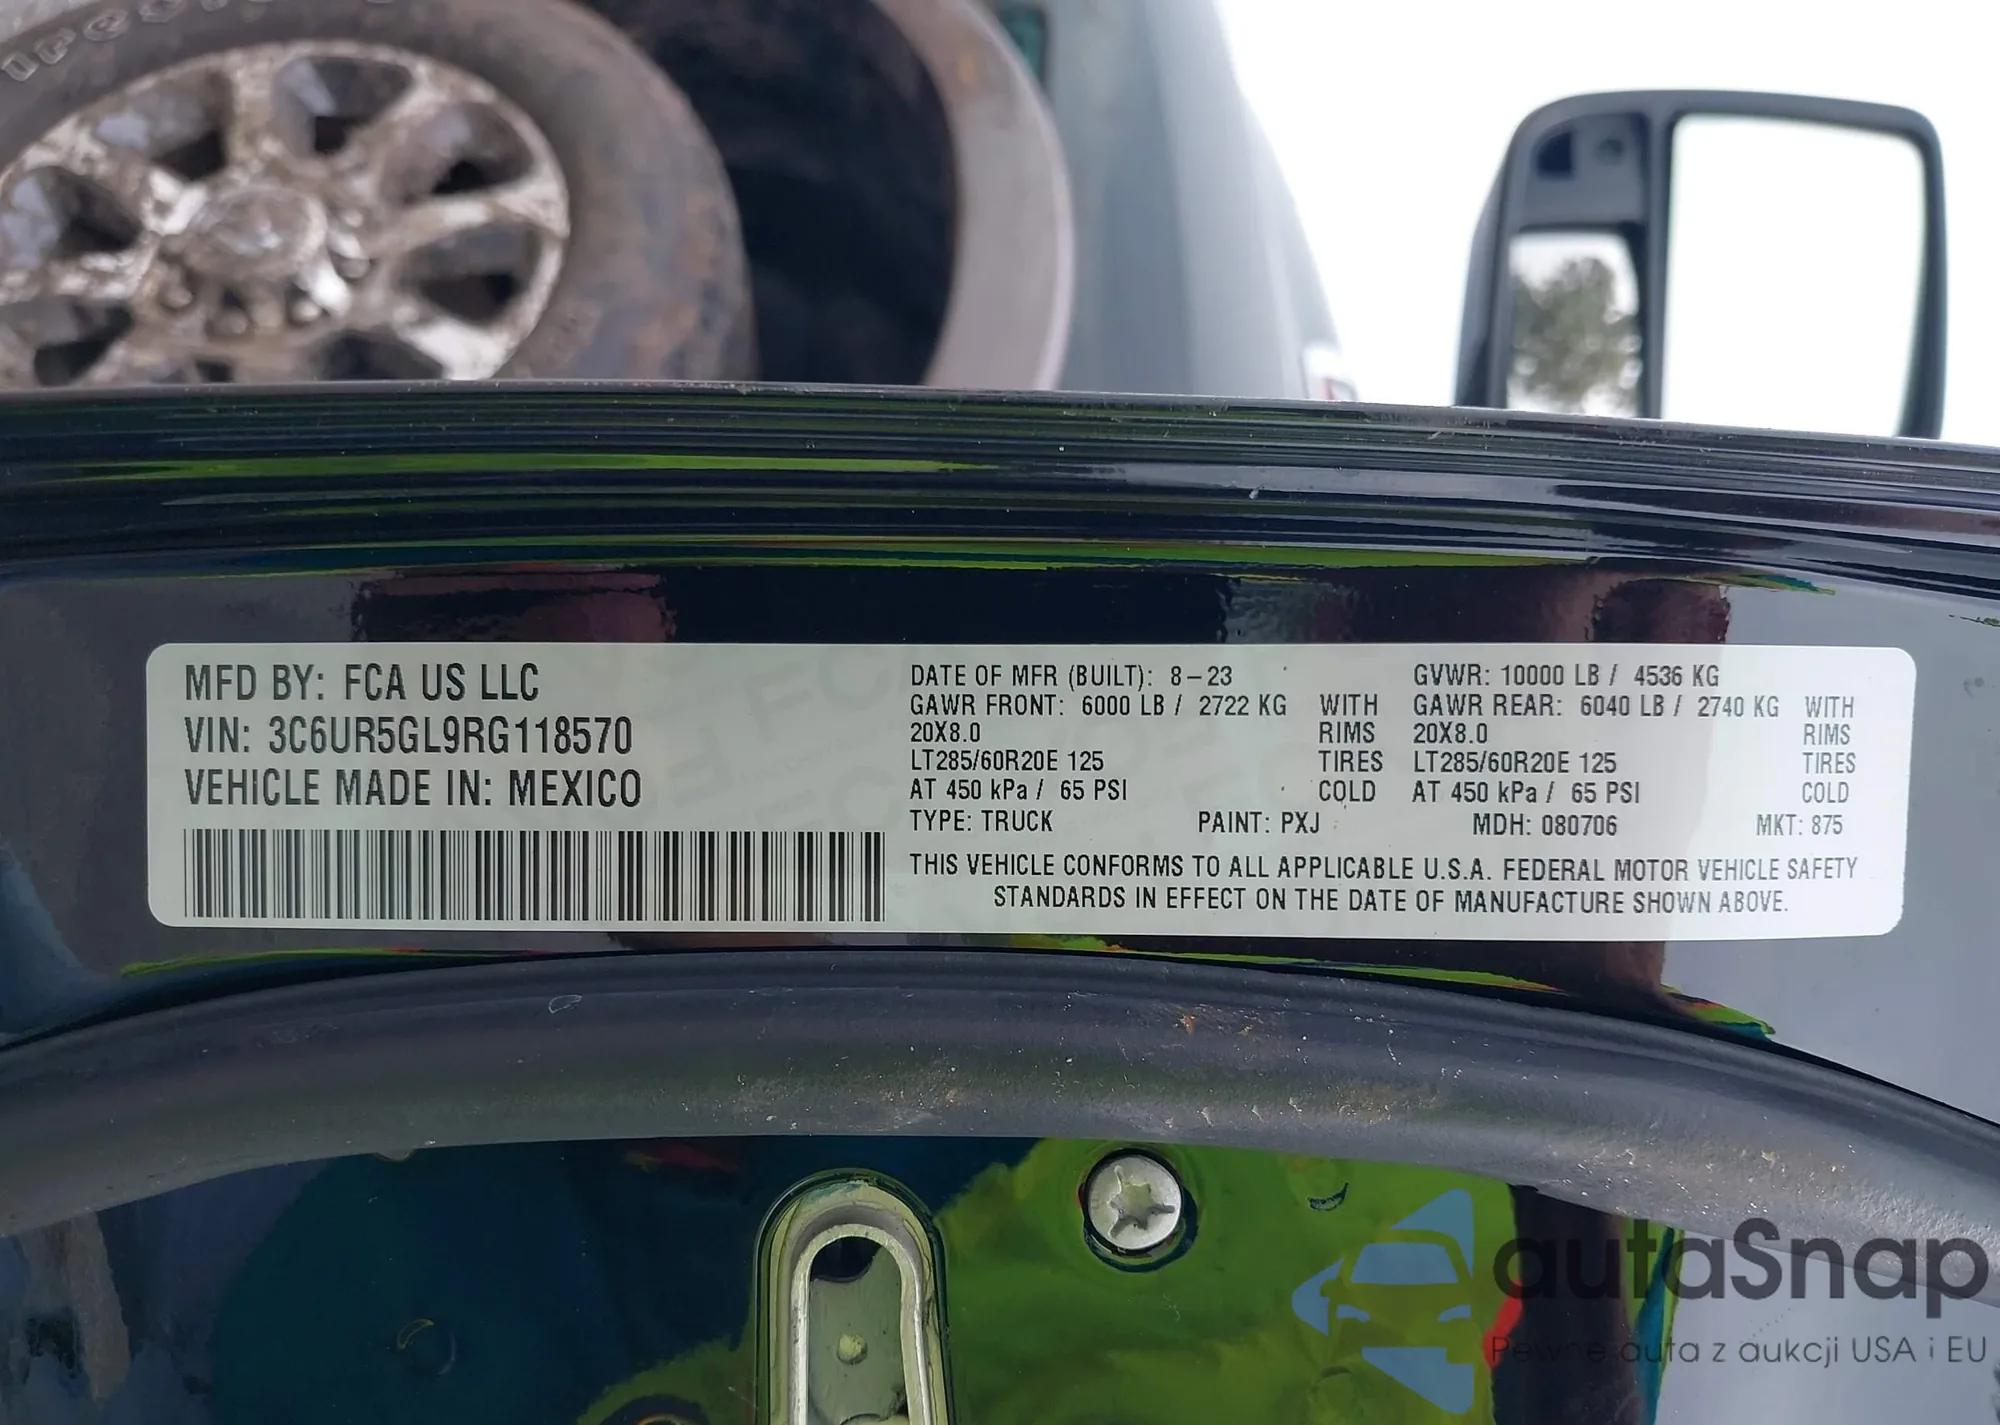 MFD BY: FCA US LLC
VIN: 3C6UR5GL9RG118570
VEHICLE MADE IN: MEXICO
DATE OF MFR (BUILT): 8-23 GVWR: 10000 LB / 4536 KG
GAWR FRONT: 6000 LB / 2722 KG WITH GAWR REAR: 6040 LB / 2740 KG WITH
20X8.0 RIMS 20X8.0 RIMS
LT285/60R20E 125 TIRES LT285/60R20E 125 TIRES
AT 450 kPa / 65 PSI COLD AT 450 kPa / 65 PSI COLD
TYPE: TRUCK PAINT: PXJ MDH: 080706 MKT: 875
THIS VEHICLE CONFORMS TO ALL APPLICABLE U.S.A. FEDERAL MOTOR VEHICLE SAFETY
STANDARDS IN EFFECT ON THE DATE OF MANUFACTURE SHOWN ABOVE.
autaSnap
Pewne auta z aukcji USA i EU